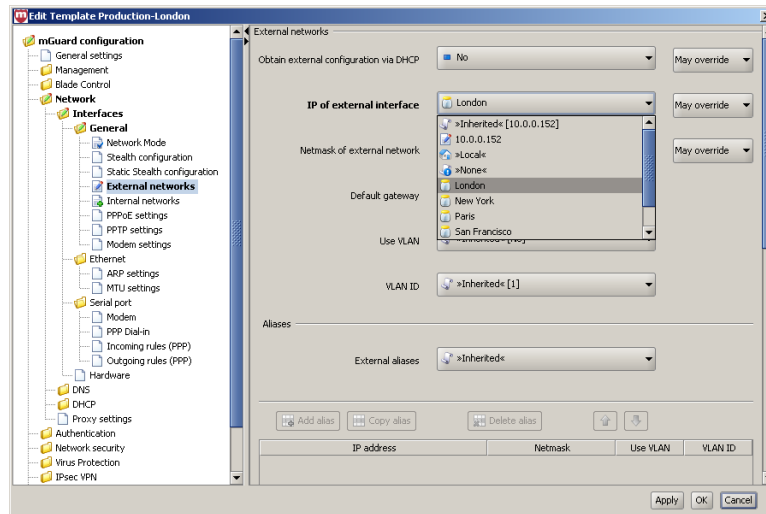 Edit Template Production-London
mGuard configuration
General settings
Management
Blade Control
Network
Interfaces
General
Network Mode
Stealth configuration
Static Stealth configuration
External networks
Internal networks
PPPoE settings
PPTP settings
Modem settings
Ethernet
ARP settings
MTU settings
Serial port
Modem
PPP Dial-in
Incoming rules (PPP)
Outgoing rules (PPP)
Hardware
DNS
DHCP
Proxy settings
Authentication
Network security
Virus Protection
IPsec VPN
External networks
Obtain external configuration via DHCP No May override
IP of external interface London May override
»Inherited« [10.0.0.152]
10.0.0.152
Netmask of external network May override
»Local«
»None«
London
Default gateway
New York
Paris
San Francisco
Use VLAN »Inherited« [No]
VLAN ID »Inherited« [1]
Aliases
External aliases »Inherited«
Add alias Copy alias Delete alias
IP address Netmask Use VLAN VLAN ID
Apply OK Cancel